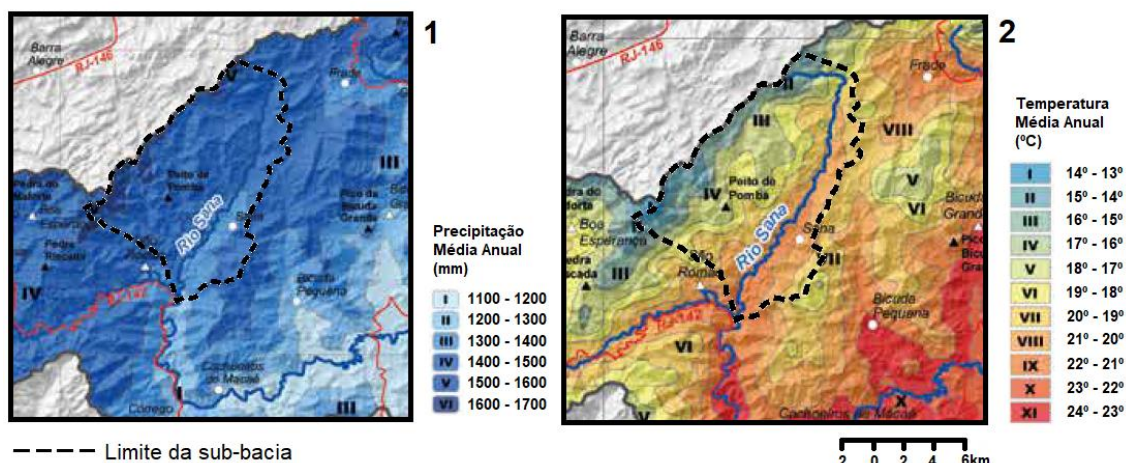 1
Barra
Alegre
RJ-146
Frade
V
III
Peito de
Pomba
Pico da
Bicuda
Grande
Rio Sana
Sana
Boa
Pedra
Riscada
IV
RJ-142
Bicuda
Pequena
Cachoeiros
de Macaé
Córrego
III
Precipitação
Média Anual
(mm)
I 1100 - 1200
II 1200 - 1300
III 1300 - 1400
IV 1400 - 1500
V 1500 - 1600
VI 1600 - 1700
Limite da sub-bacia
2
Barra
Alegre
RJ-146
Frade
II
III
VIII
IV
Peito de
Pomba
V
VI
Bicuda
Boa
Esperança
Rio Sana
Sana
VII
São
Romão
III
RJ-142
Bicuda
Pequena
VI
V
Cachoeiros de Macaé
X
Temperatura
Média Anual
(ºC)
I 14º - 13º
II 15º - 14º
III 16º - 15º
IV 17º - 16º
V 18º - 17º
VI 19º - 18º
VII 20º - 19º
VIII 21º - 20º
IX 22º - 21º
X 23º - 22º
XI 24º - 23º
2 0 2 4 6km